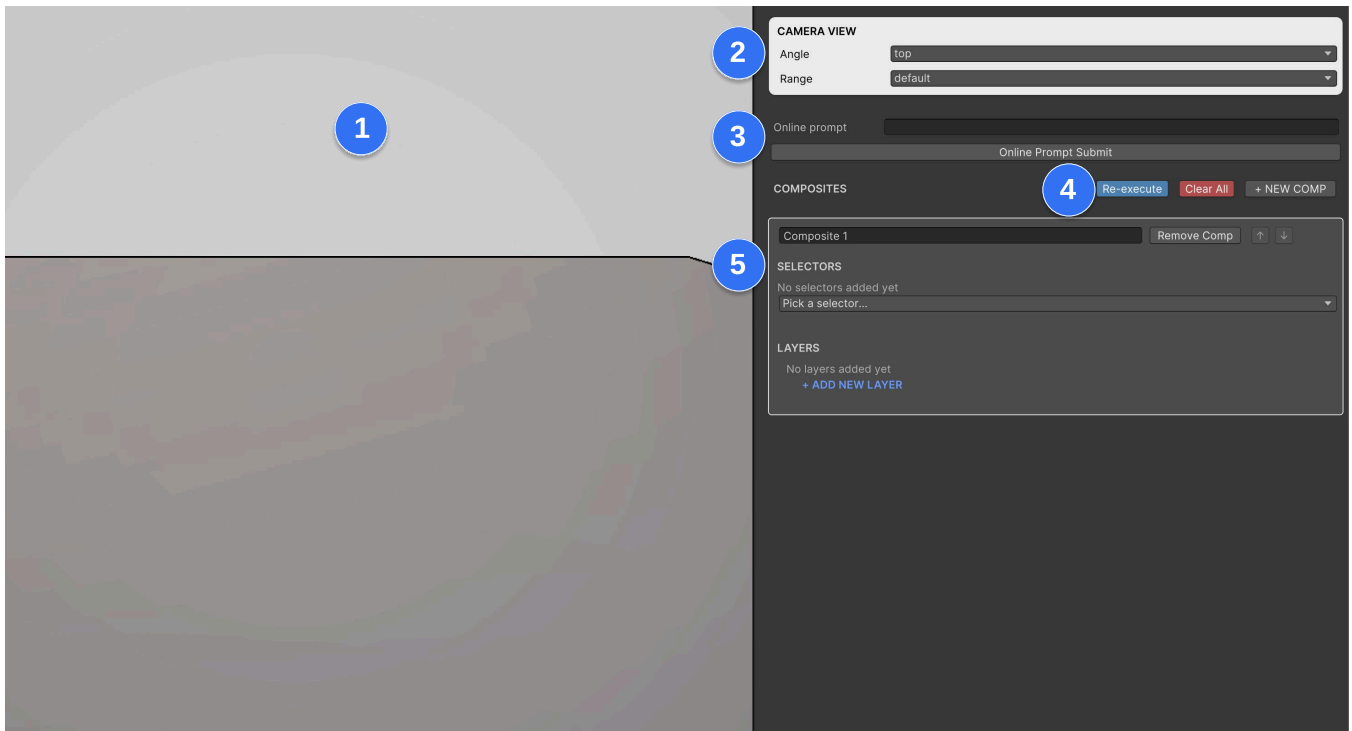 1
2
CAMERA VIEW
Angle top
Range default
3
Online prompt
Online Prompt Submit
COMPOSITES 4 Re-execute Clear All + NEW COMP
Composite 1 Remove Comp ↑ ↓
5
SELECTORS
No selectors added yet
Pick a selector...
LAYERS
No layers added yet
+ ADD NEW LAYER